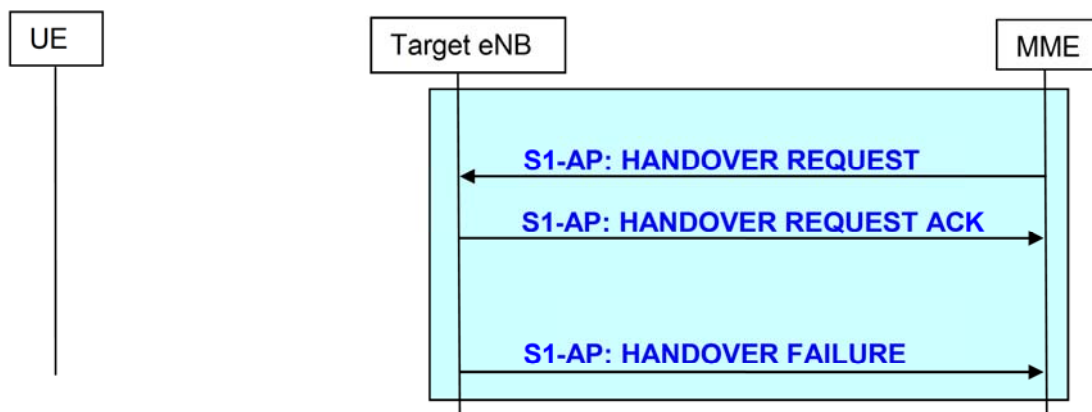 UE
Target eNB
MME
S1-AP: HANDOVER REQUEST
S1-AP: HANDOVER REQUEST ACK
S1-AP: HANDOVER FAILURE